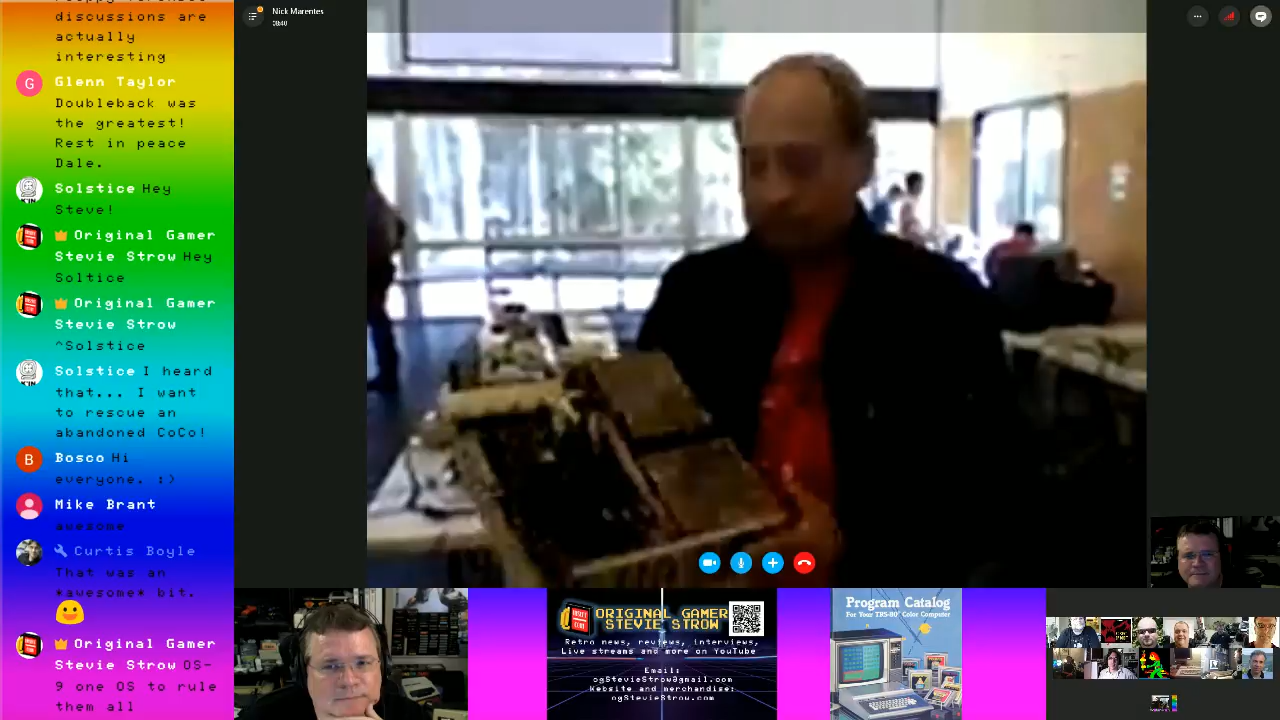 discussions are
actually
interesting
G Glenn Taylor
Doubleback was
the greatest!
Rest in peace
Dale.
Solstice Hey
Steve!
Original Gamer
Stevie Strow Hey
Soltice
Original Gamer
Stevie Strow
^Solstice
Solstice I heard
that... I want
to rescue an
abandoned CoCo!
B Bosco Hi
everyone. :)
Mike Brant
awesome
Curtis Boyle
That was an
*awesome* bit.
Original Gamer
Stevie Strow OS-
9 one OS to rule
them all
Nick Marentes
08:40
ORIGINAL GAMER
STEVIE STROW
Retro news, reviews, interviews,
Live streams and more on YouTube
Email:
ogStevieStrow@gmail.com
Website and merchandise:
ogStevieStrow.com
Program Catalog
For Your TRS-80 Color Computer